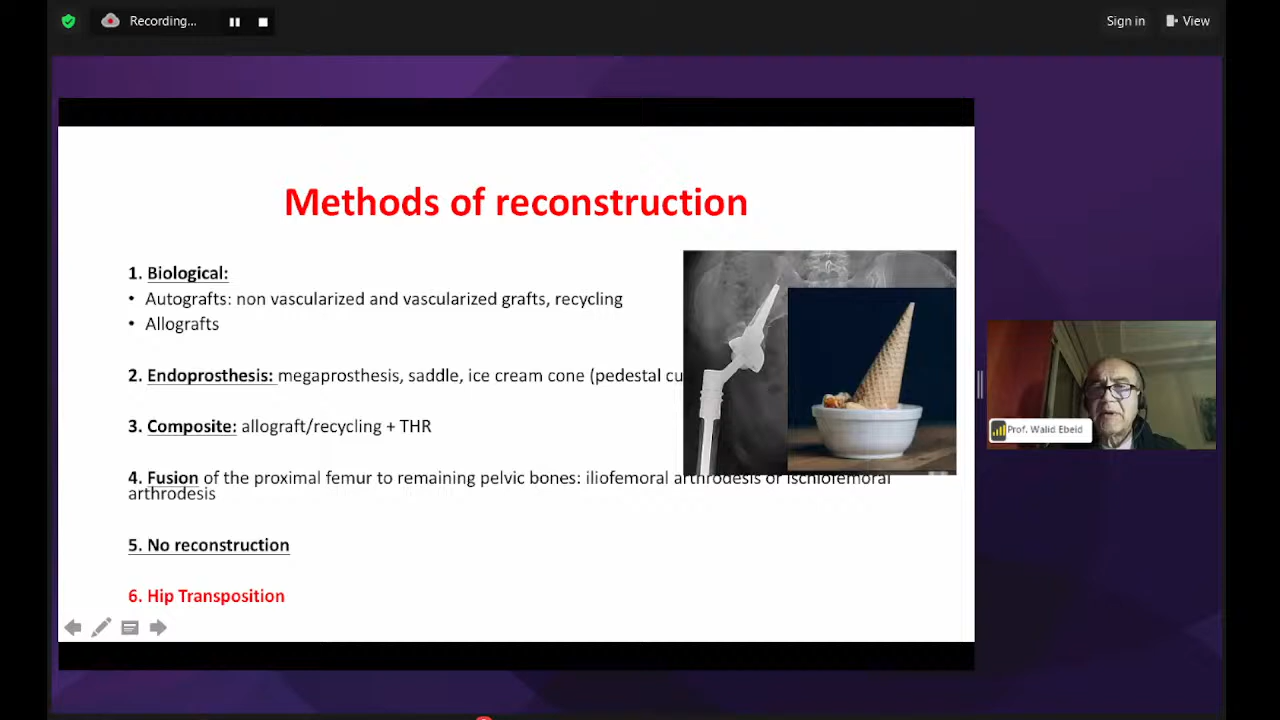 Recording...
Sign in
View
Methods of reconstruction
1. Biological:
• Autografts: non vascularized and vascularized grafts, recycling
• Allografts
2. Endoprosthesis: megaprosthesis, saddle, ice cream cone (pedestal cu
3. Composite: allograft/recycling + THR
4. Fusion of the proximal femur to remaining pelvic bones: iliofemoral arthrodesis or ischiofemoral
arthrodesis
5. No reconstruction
6. Hip Transposition
Prof. Walid Ebeid